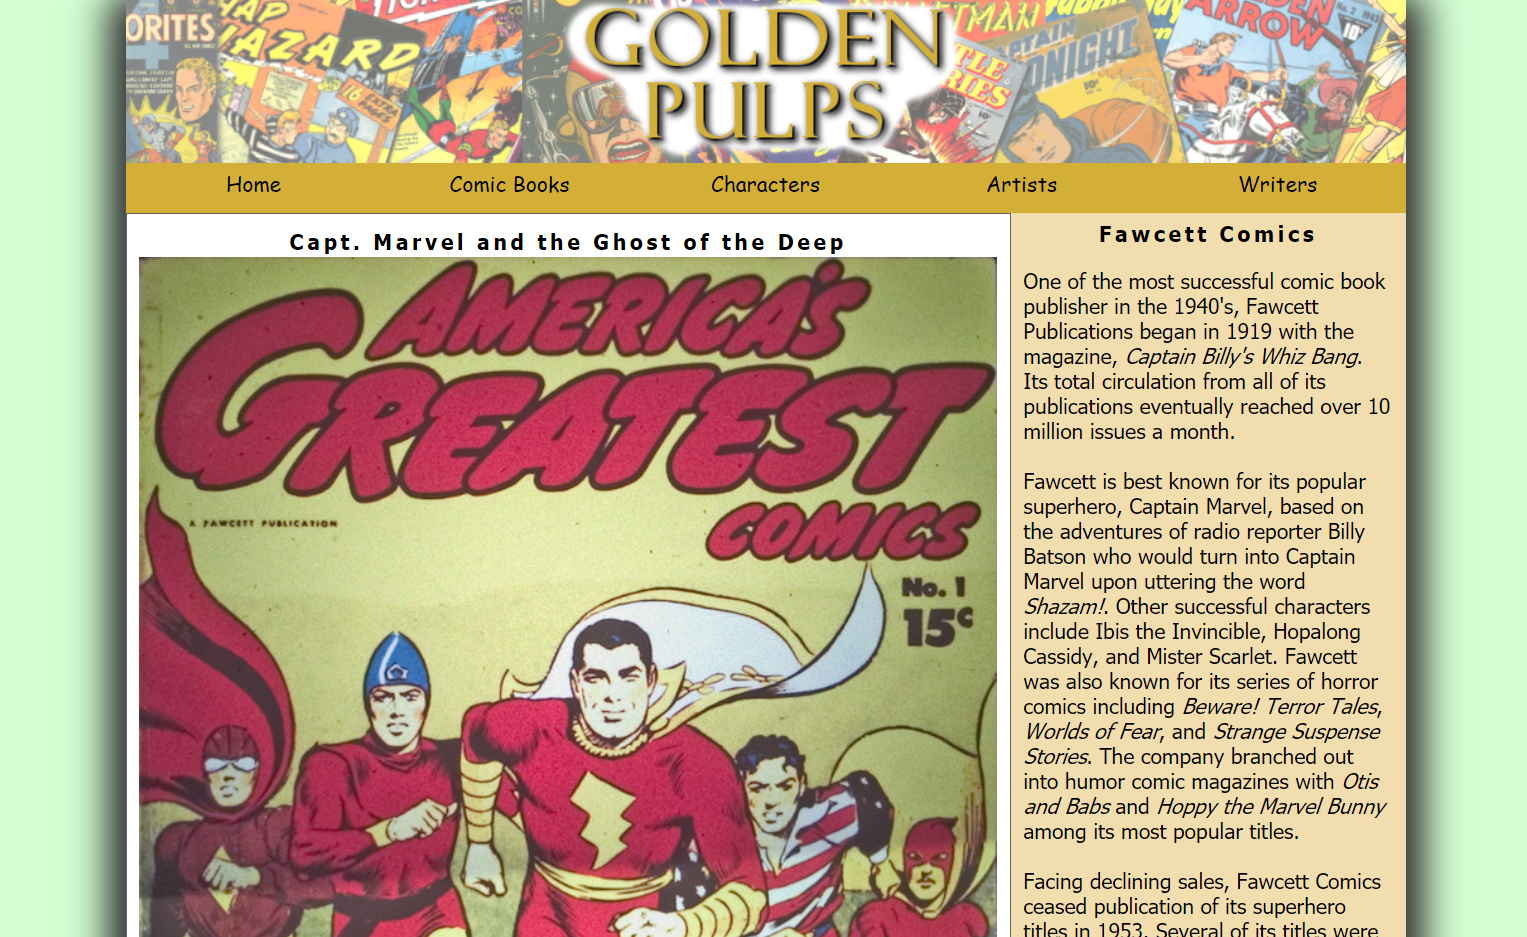 GOLDEN
PULPS
ORITES
HAZARD
16 EXTRA
ARROW
No. 2 1943
10¢
CAPTAIN
Home Comic Books Characters Artists Writers
Capt. Marvel and the Ghost of the Deep
AMERICA'S
GREATEST
COMICS
A FAWCETT PUBLICATION
No. 1
15¢
Fawcett Comics
One of the most successful comic book
publisher in the 1940's, Fawcett
Publications began in 1919 with the
magazine, Captain Billy's Whiz Bang.
Its total circulation from all of its
publications eventually reached over 10
million issues a month.
Fawcett is best known for its popular
superhero, Captain Marvel, based on
the adventures of radio reporter Billy
Batson who would turn into Captain
Marvel upon uttering the word
Shazam!. Other successful characters
include Ibis the Invincible, Hopalong
Cassidy, and Mister Scarlet. Fawcett
was also known for its series of horror
comics including Beware! Terror Tales,
Worlds of Fear, and Strange Suspense
Stories. The company branched out
into humor comic magazines with Otis
and Babs and Hoppy the Marvel Bunny
among its most popular titles.
Facing declining sales, Fawcett Comics
ceased publication of its superhero
titles in 1953. Several of its titles were